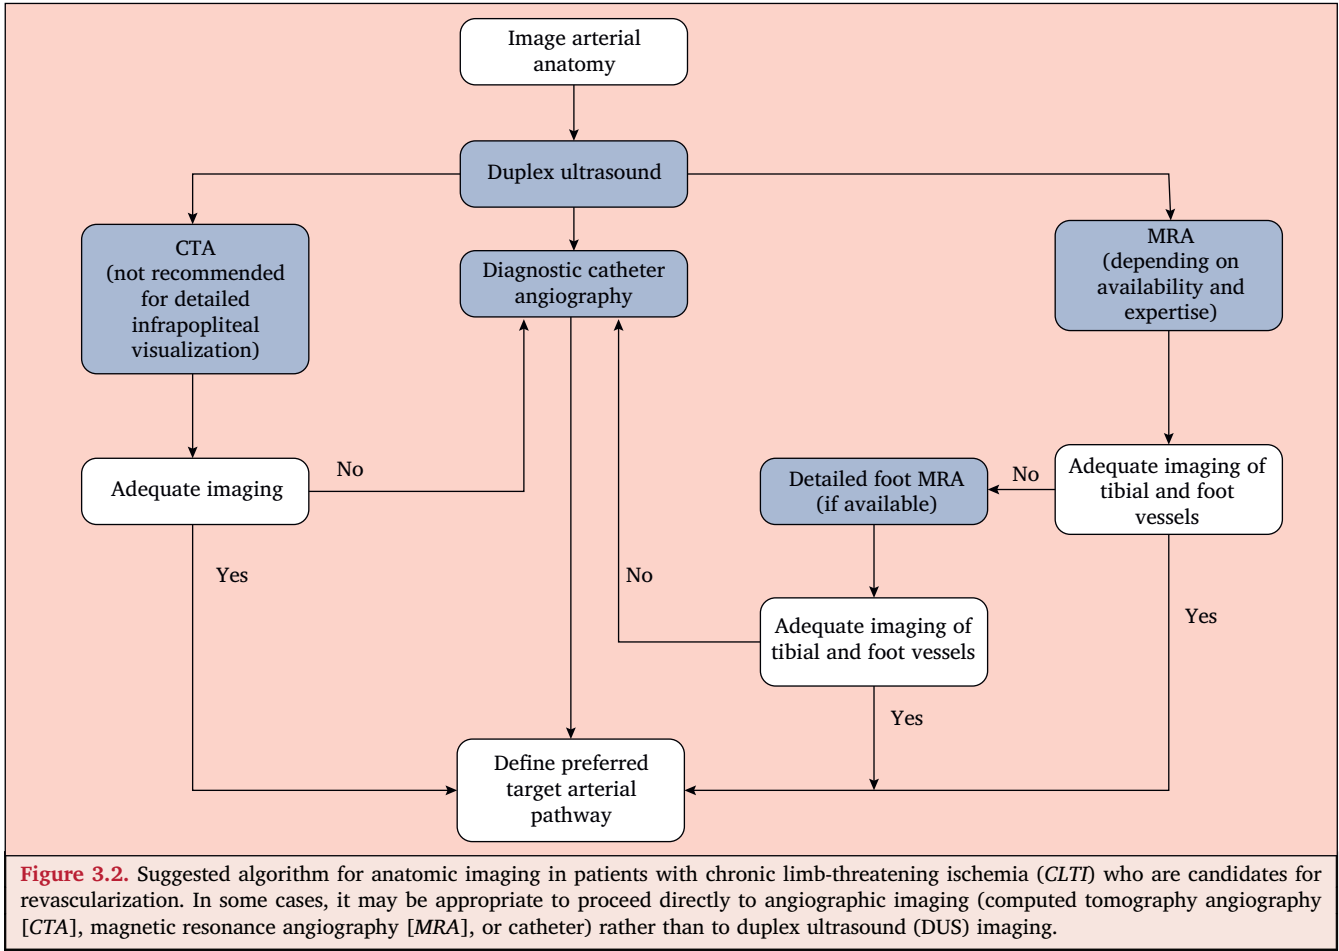 Image arterial
anatomy
Duplex ultrasound
CTA
(not recommended
for detailed
infrapopliteal
visualization)
Diagnostic catheter
angiography
MRA
(depending on
availability and
expertise)
Adequate imaging
No
Detailed foot MRA
(if available)
No
Adequate imaging of
tibial and foot
vessels
Yes
No
Adequate imaging of
tibial and foot vessels
Yes
Yes
Define preferred
target arterial
pathway
Figure 3.2. Suggested algorithm for anatomic imaging in patients with chronic limb-threatening ischemia (CLTI) who are candidates for
revascularization. In some cases, it may be appropriate to proceed directly to angiographic imaging (computed tomography angiography
[CTA], magnetic resonance angiography [MRA], or catheter) rather than to duplex ultrasound (DUS) imaging.